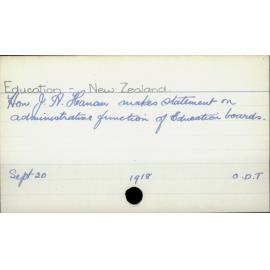 Education - New Zealand.
Hon J. A. Hanan makes statement on
administrative function of Education boards.
Sept 20 1918 O.D.T